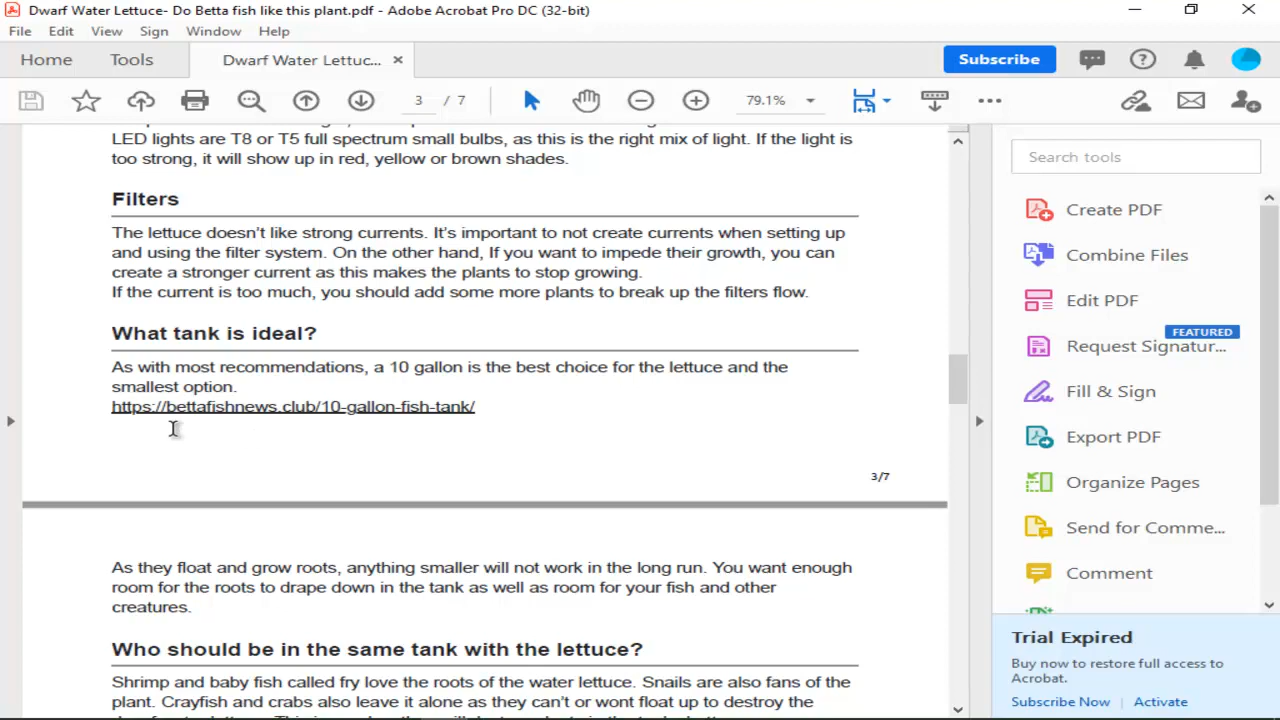 Dwarf Water Lettuce- Do Betta fish like this plant.pdf - Adobe Acrobat Pro DC (32-bit)
File Edit View Sign Window Help
Home Tools Dwarf Water Lettuc... × Subscribe
3 / 7 79.1%
LED lights are T8 or T5 full spectrum small bulbs, as this is the right mix of light. If the light is
too strong, it will show up in red, yellow or brown shades.
Filters
The lettuce doesn't like strong currents. It's important to not create currents when setting up
and using the filter system. On the other hand, If you want to impede their growth, you can
create a stronger current as this makes the plants to stop growing.
If the current is too much, you should add some more plants to break up the filters flow.
What tank is ideal?
As with most recommendations, a 10 gallon is the best choice for the lettuce and the
smallest option.
https://bettafishnews.club/10-gallon-fish-tank/
3/7
As they float and grow roots, anything smaller will not work in the long run. You want enough
room for the roots to drape down in the tank as well as room for your fish and other
creatures.
Who should be in the same tank with the lettuce?
Shrimp and baby fish called fry love the roots of the water lettuce. Snails are also fans of the
plant. Crayfish and crabs also leave it alone as they can't or wont float up to destroy the
Search tools
Create PDF
Combine Files
Edit PDF
FEATURED
Request Signatur...
Fill & Sign
Export PDF
Organize Pages
Send for Comme...
Comment
Trial Expired
Buy now to restore full access to
Acrobat.
Subscribe Now | Activate